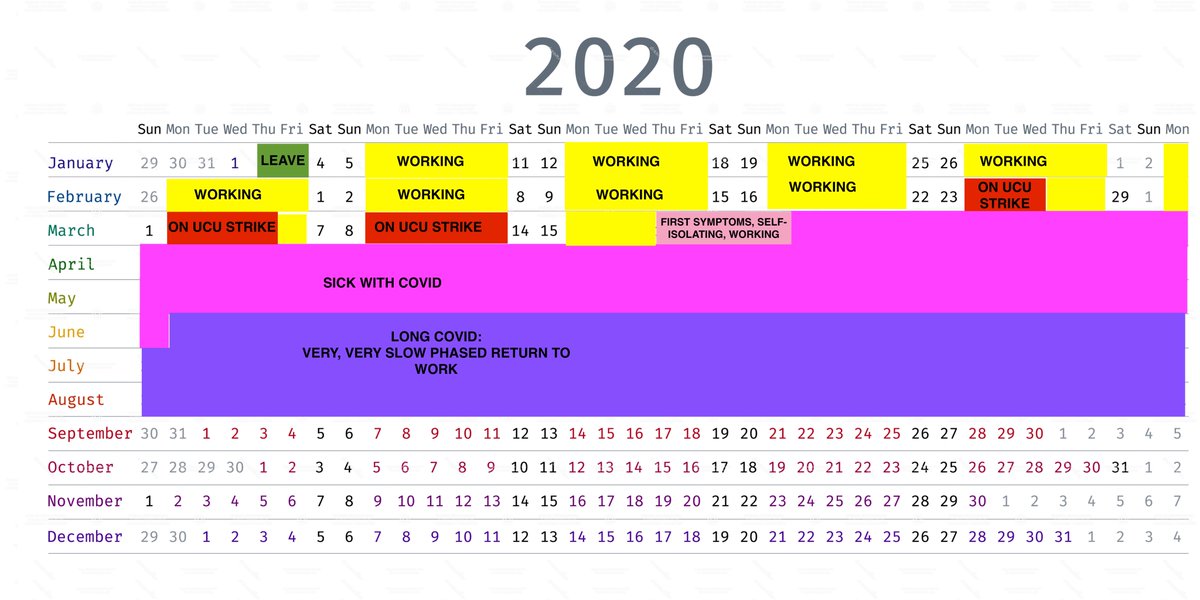 2020
Sun Mon Tue Wed Thu Fri Sat Sun Mon Tue Wed Thu Fri Sat Sun Mon Tue Wed Thu Fri Sat Sun Mon Tue Wed Thu Fri Sat Sun Mon Tue Wed Thu Fri Sat Sun Mon
January 29 30 31 1 LEAVE 4 5 WORKING 11 12 WORKING 18 19 WORKING 25 26 WORKING 1 2
February 26 WORKING 1 2 WORKING 8 9 WORKING 15 16 WORKING 22 23 ON UCU STRIKE 29 1
March 1 ON UCU STRIKE 7 8 ON UCU STRIKE 14 15 FIRST SYMPTOMS, SELF-
ISOLATING, WORKING
April
SICK WITH COVID
May
June
LONG COVID:
VERY, VERY SLOW PHASED RETURN TO
WORK
July
August
September 30 31 1 2 3 4 5 6 7 8 9 10 11 12 13 14 15 16 17 18 19 20 21 22 23 24 25 26 27 28 29 30 1 2 3 4 5
October 27 28 29 30 1 2 3 4 5 6 7 8 9 10 11 12 13 14 15 16 17 18 19 20 21 22 23 24 25 26 27 28 29 30 31 1 2
November 1 2 3 4 5 6 7 8 9 10 11 12 13 14 15 16 17 18 19 20 21 22 23 24 25 26 27 28 29 30 1 2 3 4 5 6 7
December 29 30 1 2 3 4 5 6 7 8 9 10 11 12 13 14 15 16 17 18 19 20 21 22 23 24 25 26 27 28 29 30 31 1 2 3 4